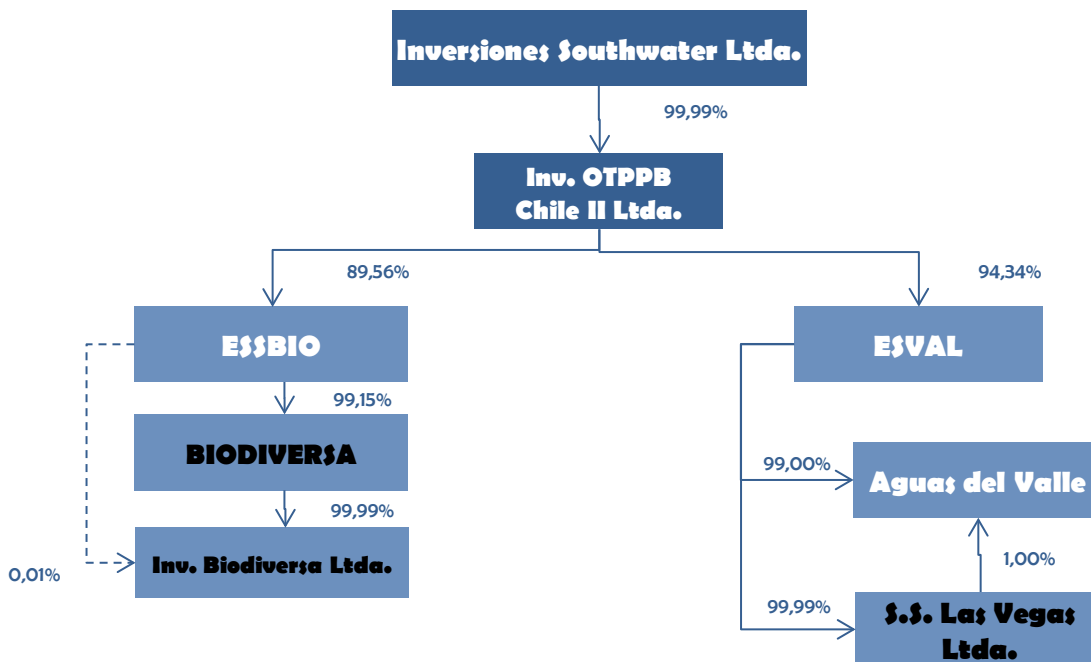 Inversiones Southwater Ltda.
99,99%
Inv. OTPPB
Chile II Ltda.
89,56%
94,34%
ESSBIO
ESVAL
99,15%
BIODIVERSA
99,00%
Aguas del Valle
99,99%
Inv. Biodiversa Ltda.
0,01%
1,00%
99,99%
S.S. Las Vegas
Ltda.